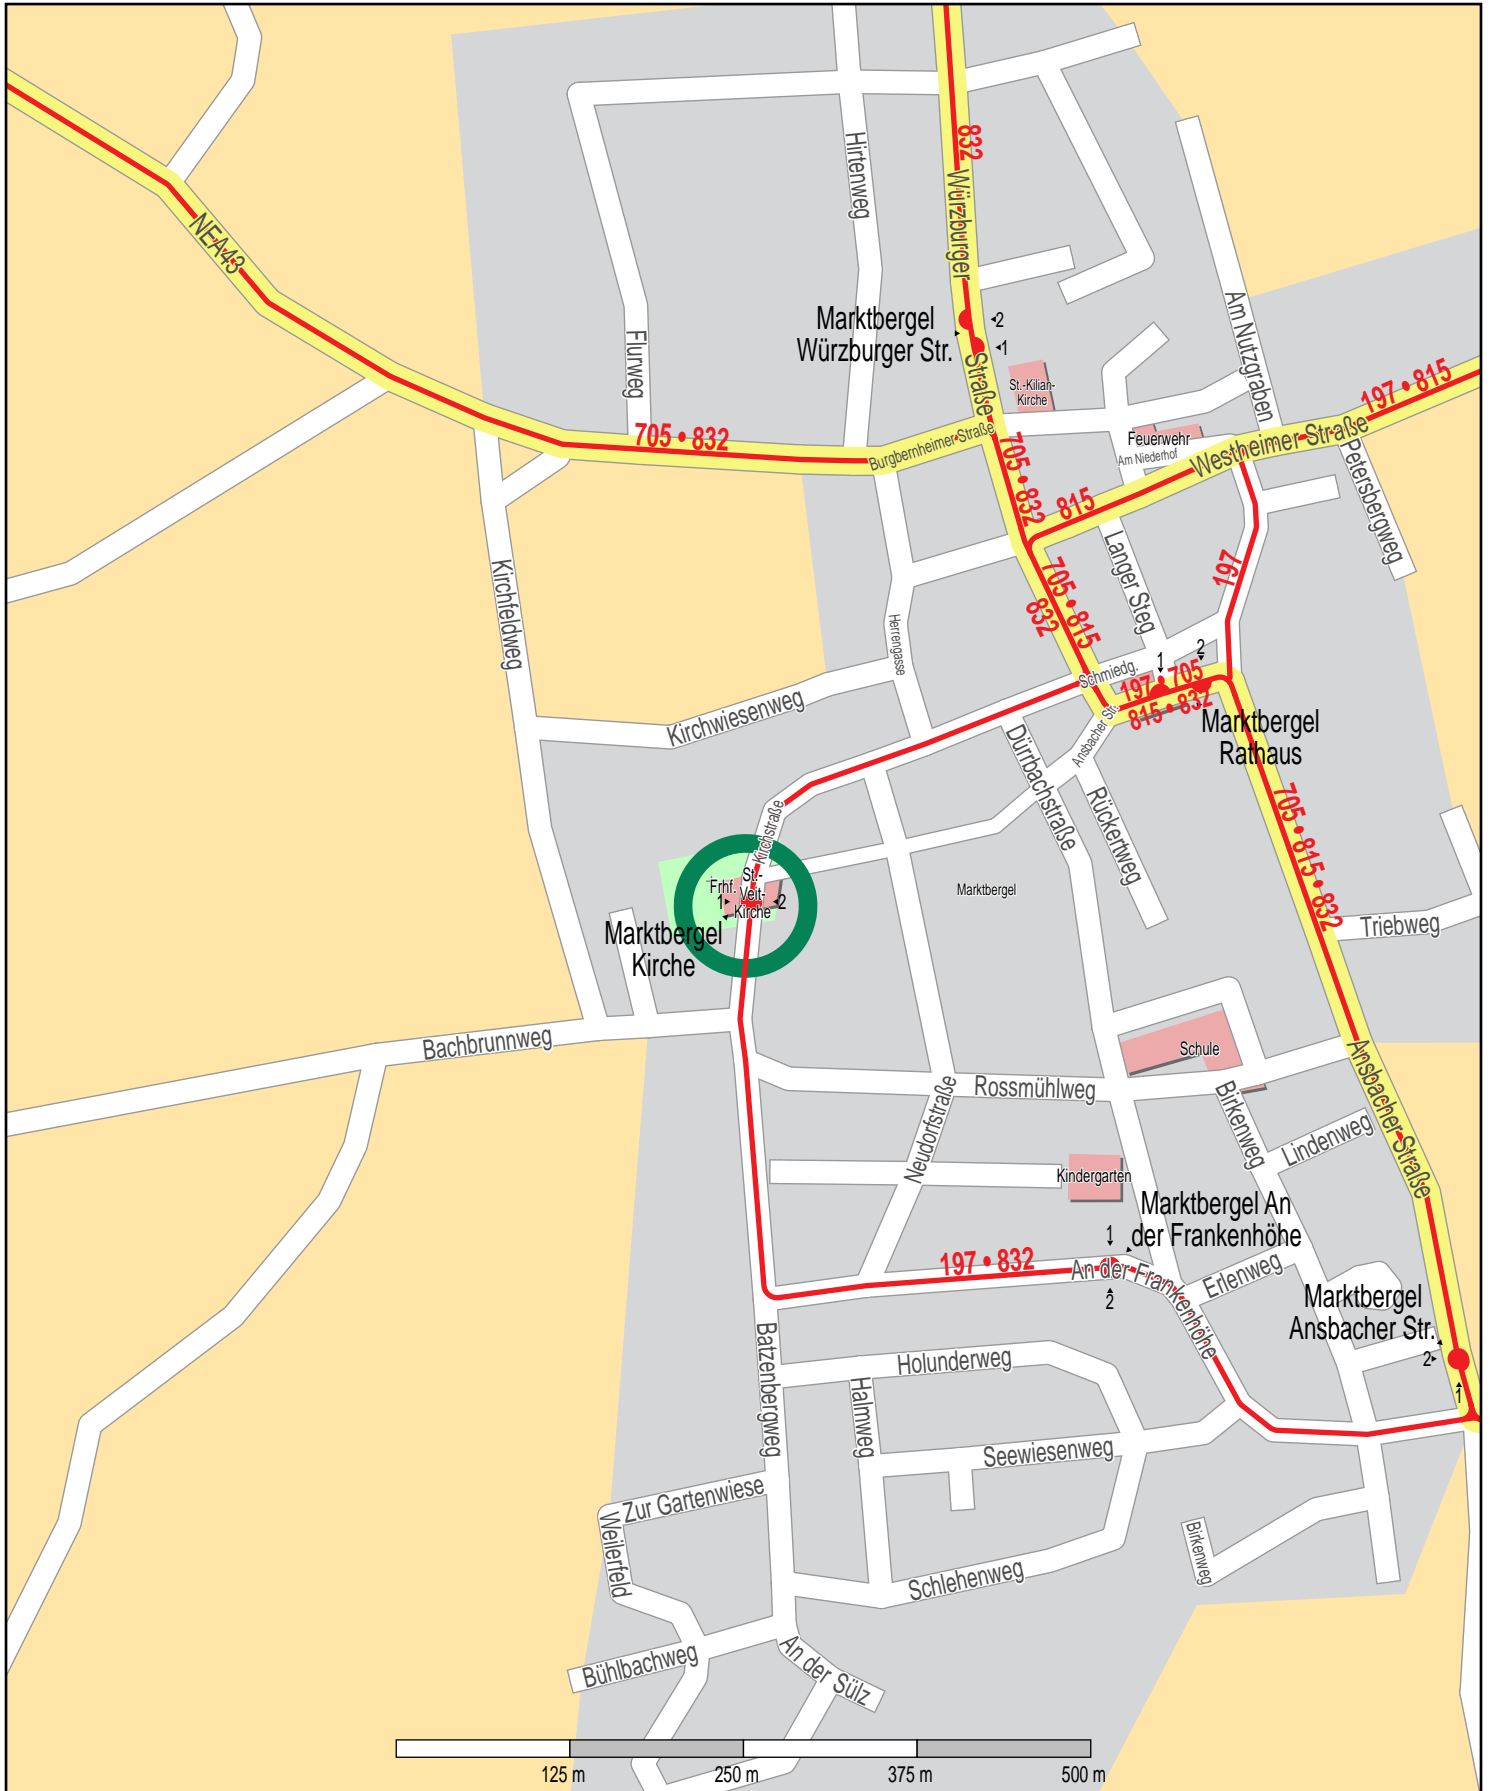 832
Hirtenweg
Würzburger
Straße
NEA43
Am Nutzgraben
Marktbergel
Würzburger Str.
2
1
Flurweg
St.-Kilian-
Kirche
197 • 815
705 • 832
Burgbernheimer Straße
Feuerwehr
Am Niederhof
Westheimer Straße
Petersbergweg
705 • 832
815
Langer Steg
197
705 • 815
832
Kirchfeldweg
Herrengasse
Schmiedg.
1
2
197 • 705
815 • 832
Kirchwiesenweg
Ansbacher Str.
Marktbergel
Rathaus
Dürrbachstraße
Rückertweg
705 • 815 • 832
Kirchstraße
Frhf.
St.-
Veit-
Kirche
1
2
Marktbergel
Marktbergel
Kirche
Triebweg
Bachbrunnweg
Schule
Rossmühlweg
Neudorfstraße
Birkenweg
Lindenweg
Ansbacher Straße
Kindergarten
Marktbergel An
der Frankenhöhe
1
2
197 • 832
An der Frankenhöhe
Erlenweg
Marktbergel
Ansbacher Str.
2
1
Batzenbergweg
Holunderweg
Halmweg
Seewiesenweg
Zur Gartenwiese
Weilerfeld
Schlehenweg
Birkenweg
Bühlbachweg
An der Sülz
125 m
250 m
375 m
500 m